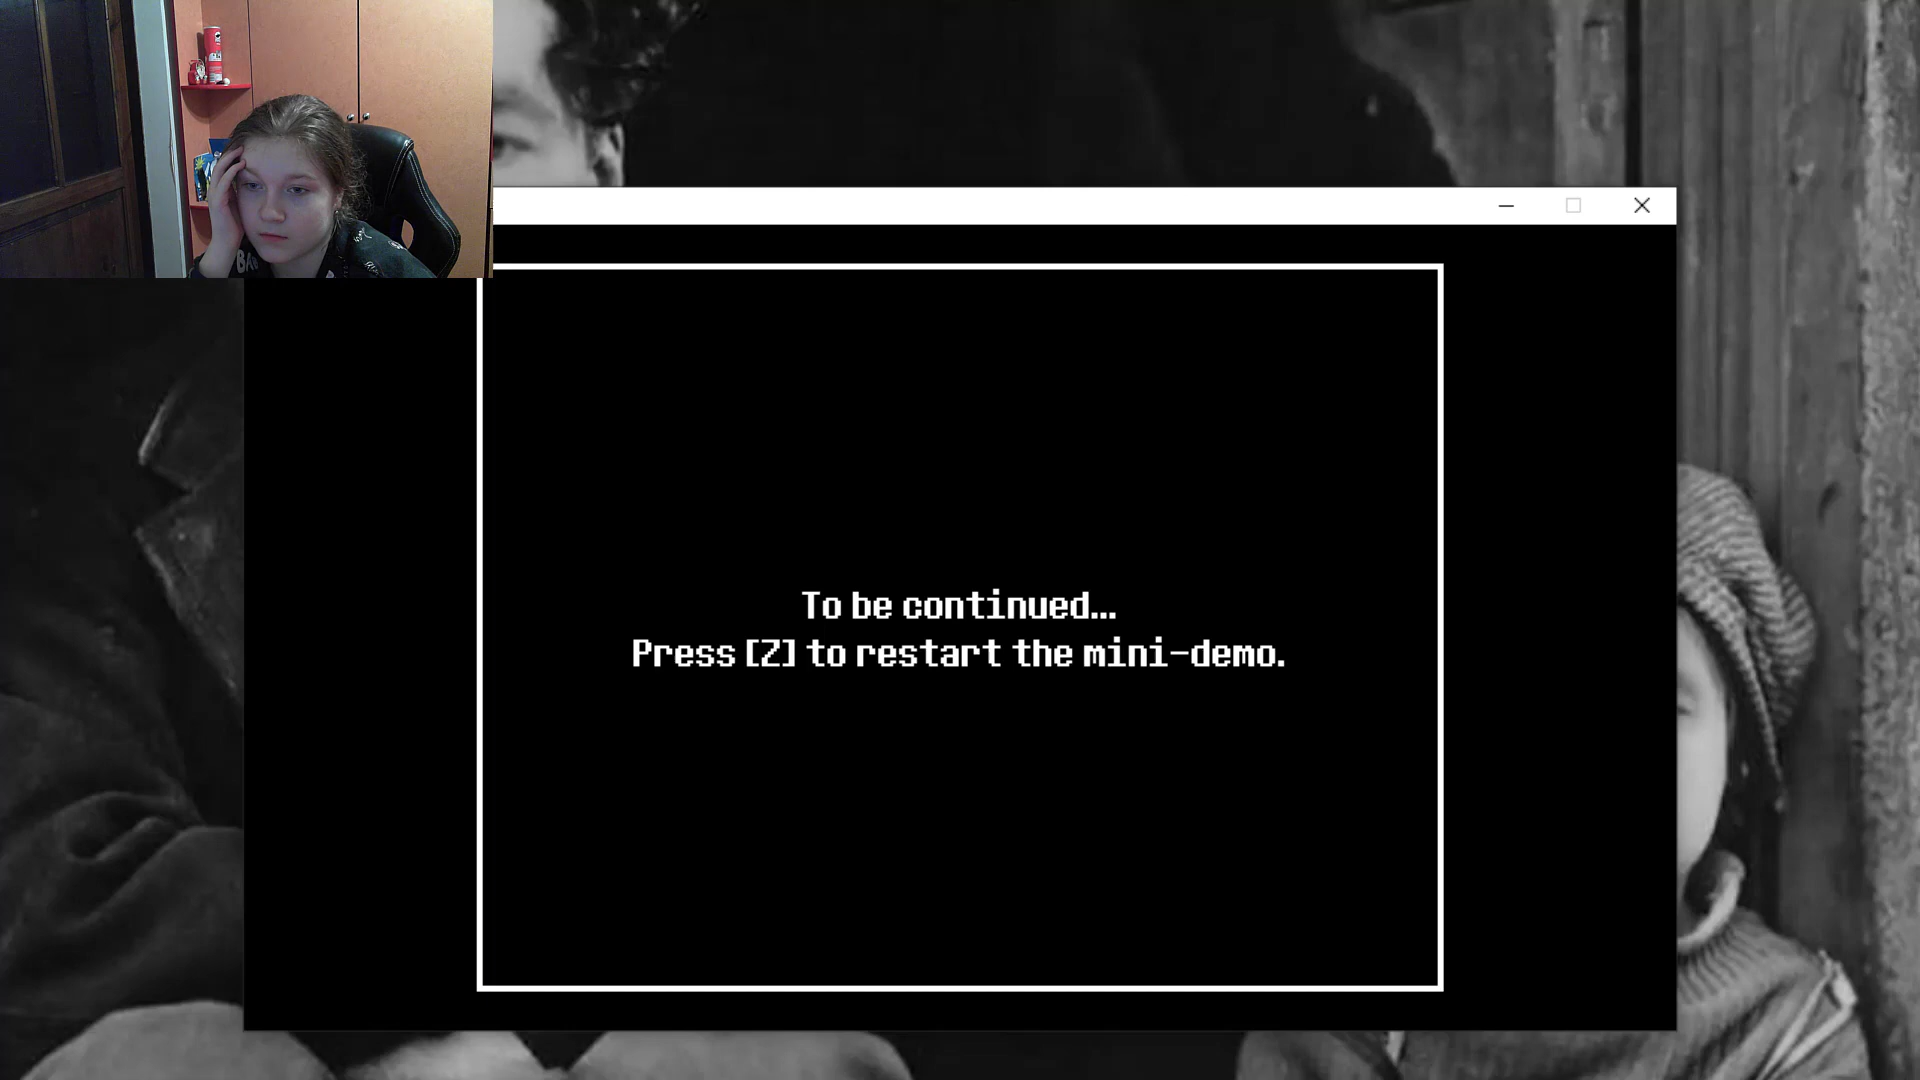 To be continued...
Press [Z] to restart the mini-demo.